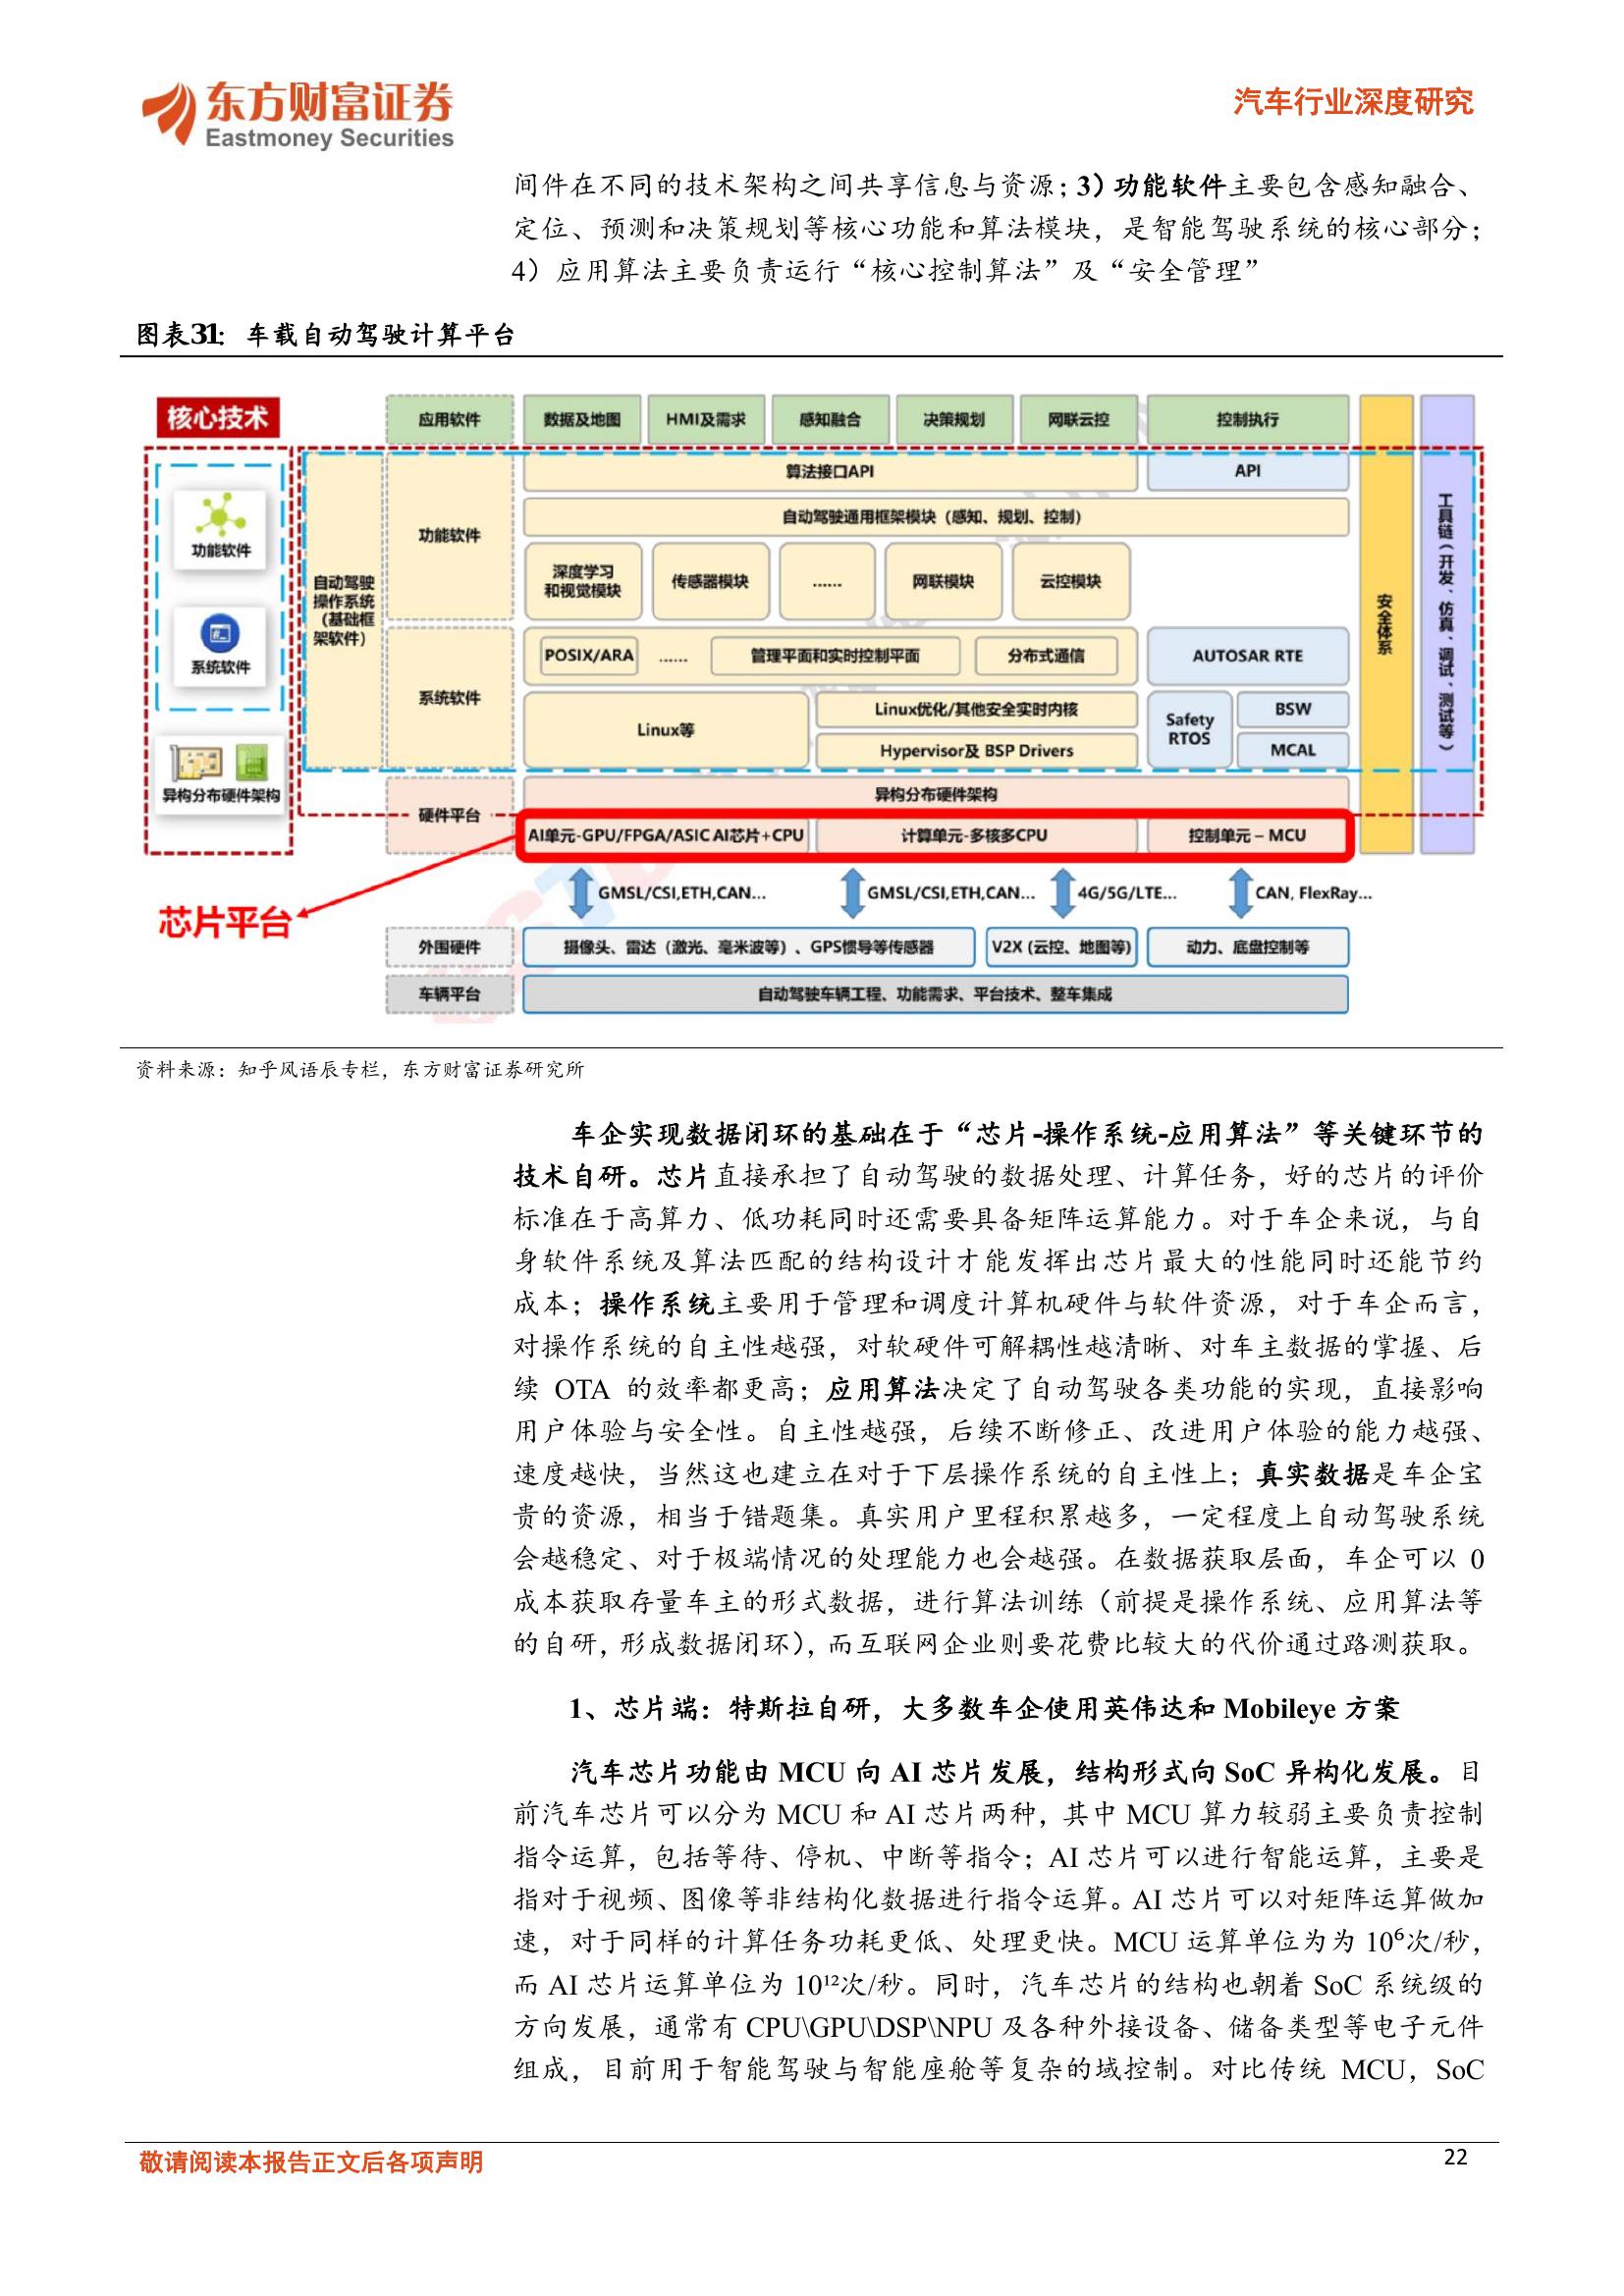 东方财富证券
Eastmoney Securities
汽车行业深度研究
间件在不同的技术架构之间共享信息与资源；3）功能软件主要包含感知融合、
定位、预测和决策规划等核心功能和算法模块，是智能驾驶系统的核心部分；
4）应用算法主要负责运行“核心控制算法”及“安全管理”
图表31： 车载自动驾驶计算平台
核心技术
应用软件 数据及地图 HMI及需求 感知融合 决策规划 网联云控 控制执行
算法接口API API
自动驾驶通用框架模块（感知、规划、控制）
功能软件
功能软件
深度学习
和视觉模块
传感器模块 …… 网联模块 云控模块
自动驾驶
操作系统
（基础框
架软件）
系统软件
系统软件
POSIX/ARA …… 管理平面和实时控制平面 分布式通信 AUTOSAR RTE
Linux等
Linux优化/其他安全实时内核
Hypervisor及 BSP Drivers
Safety
RTOS
BSW
MCAL
安全体系
工具链（开发、仿真、调试、测试等）
异构分布硬件架构
硬件平台
异构分布硬件架构
AI单元-GPU/FPGA/ASIC AI芯片+CPU 计算单元-多核多CPU 控制单元 – MCU
芯片平台
GMSL/CSI,ETH,CAN... GMSL/CSI,ETH,CAN... 4G/5G/LTE... CAN, FlexRay...
外围硬件 摄像头、雷达（激光、毫米波等）、GPS惯导等传感器 V2X (云控、地图等) 动力、底盘控制等
车辆平台 自动驾驶车辆工程、功能需求、平台技术、整车集成
资料来源：知乎风语辰专栏，东方财富证券研究所
车企实现数据闭环的基础在于“芯片-操作系统-应用算法”等关键环节的
技术自研。芯片直接承担了自动驾驶的数据处理、计算任务，好的芯片的评价
标准在于高算力、低功耗同时还需要具备矩阵运算能力。对于车企来说，与自
身软件系统及算法匹配的结构设计才能发挥出芯片最大的性能同时还能节约
成本；操作系统主要用于管理和调度计算机硬件与软件资源，对于车企而言，
对操作系统的自主性越强，对软硬件可解耦性越清晰、对车主数据的掌握、后
续 OTA 的效率都更高；应用算法决定了自动驾驶各类功能的实现，直接影响
用户体验与安全性。自主性越强，后续不断修正、改进用户体验的能力越强、
速度越快，当然这也建立在对于下层操作系统的自主性上；真实数据是车企宝
贵的资源，相当于错题集。真实用户里程积累越多，一定程度上自动驾驶系统
会越稳定、对于极端情况的处理能力也会越强。在数据获取层面，车企可以 0
成本获取存量车主的形式数据，进行算法训练（前提是操作系统、应用算法等
的自研，形成数据闭环），而互联网企业则要花费比较大的代价通过路测获取。
1、芯片端：特斯拉自研，大多数车企使用英伟达和 Mobileye 方案
汽车芯片功能由 MCU 向 AI 芯片发展，结构形式向 SoC 异构化发展。目
前汽车芯片可以分为 MCU 和 AI 芯片两种，其中 MCU 算力较弱主要负责控制
指令运算，包括等待、停机、中断等指令；AI 芯片可以进行智能运算，主要是
指对于视频、图像等非结构化数据进行指令运算。AI 芯片可以对矩阵运算做加
速，对于同样的计算任务功耗更低、处理更快。MCU 运算单位为为 10⁶次/秒，
而 AI 芯片运算单位为 10¹²次/秒。同时，汽车芯片的结构也朝着 SoC 系统级的
方向发展，通常有 CPU\GPU\DSP\NPU 及各种外接设备、储备类型等电子元件
组成，目前用于智能驾驶与智能座舱等复杂的域控制。对比传统 MCU，SoC
敬请阅读本报告正文后各项声明
22